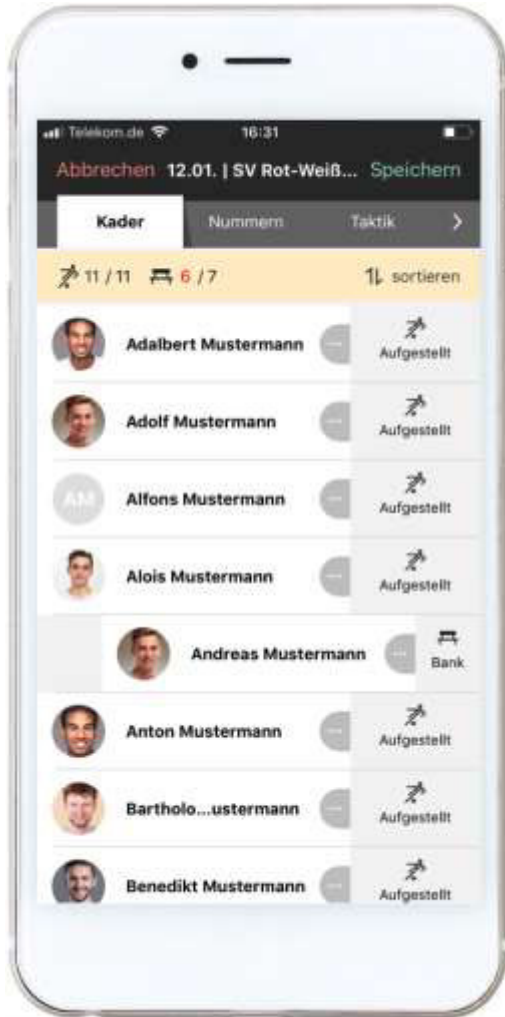 Telekom.de 16:31
Abbrechen 12.01. | SV Rot-Weiß... Speichern
Kader Nummern Taktik >
11 / 11 6 / 7 sortieren
Adalbert Mustermann ... Aufgestellt
Adolf Mustermann ... Aufgestellt
AM Alfons Mustermann ... Aufgestellt
Alois Mustermann ... Aufgestellt
Andreas Mustermann ... Bank
Anton Mustermann ... Aufgestellt
Bartholo...ustermann ... Aufgestellt
Benedikt Mustermann ... Aufgestellt